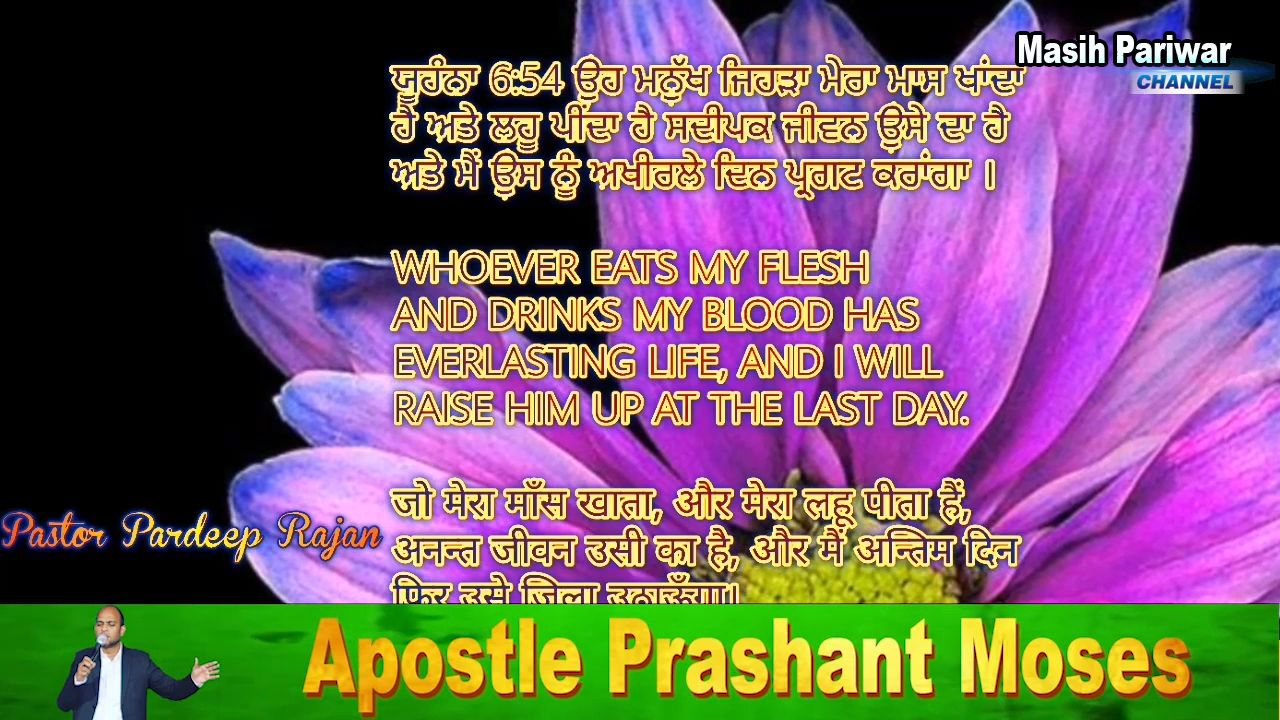 Masih Pariwar
CHANNEL
ਯੂਹੰਨਾ 6:54 ਉਹ ਮਨੁੱਖ ਜਿਹੜਾ ਮੇਰਾ ਮਾਸ ਖਾਂਦਾ
ਹੈ ਅਤੇ ਲਹੂ ਪੀਂਦਾ ਹੈ ਸਦੀਪਕ ਜੀਵਨ ਉਸੇ ਦਾ ਹੈ
ਅਤੇ ਮੈਂ ਉਸ ਨੂੰ ਅਖੀਰਲੇ ਦਿਨ ਪ੍ਰਗਟ ਕਰਾਂਗਾ ।
WHOEVER EATS MY FLESH
AND DRINKS MY BLOOD HAS
EVERLASTING LIFE, AND I WILL
RAISE HIM UP AT THE LAST DAY.
जो मेरा माँस खाता, और मेरा लहू पीता हैं,
अनन्त जीवन उसी का है, और मैं अन्तिम दिन
फिर उसे जिला उठाऊँगा।
Pastor Pardeep Rajan
Apostle Prashant Moses